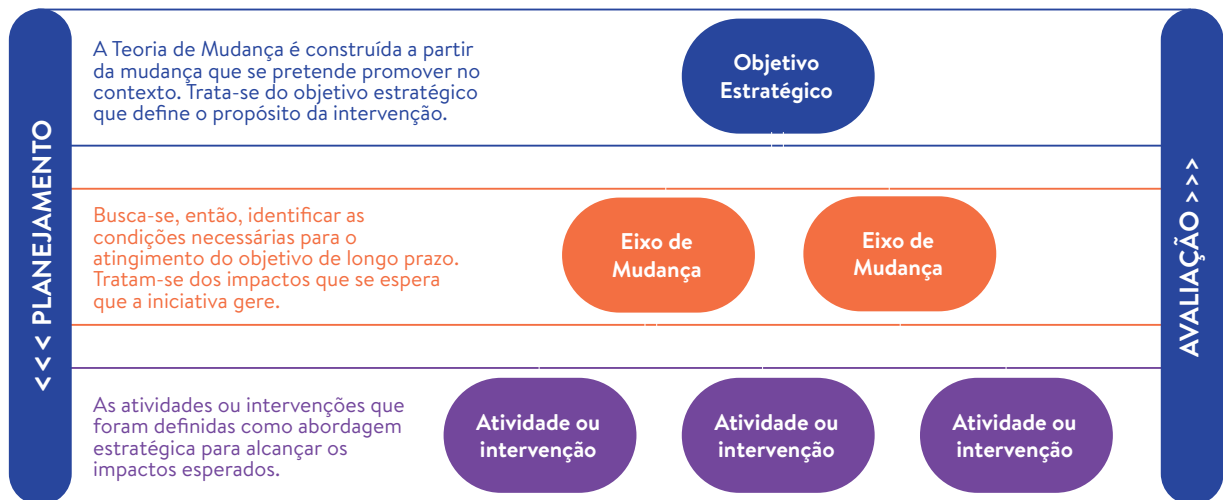 <<< PLANEJAMENTO
A Teoria de Mudança é construída a partir
da mudança que se pretende promover no
contexto. Trata-se do objetivo estratégico
que define o propósito da intervenção.
Objetivo
Estratégico
Busca-se, então, identificar as
condições necessárias para o
atingimento do objetivo de longo prazo.
Tratam-se dos impactos que se espera
que a iniciativa gere.
Eixo de
Mudança
Eixo de
Mudança
As atividades ou intervenções que
foram definidas como abordagem
estratégica para alcançar os
impactos esperados.
Atividade ou
intervenção
Atividade ou
intervenção
Atividade ou
intervenção
AVALIAÇÃO >>>